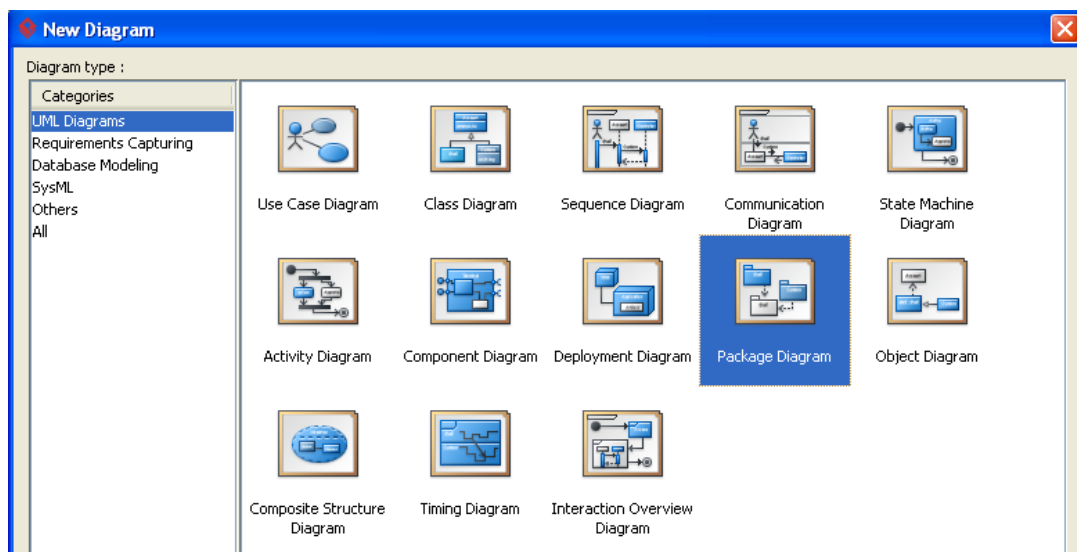 New Diagram
Diagram type :
Categories
UML Diagrams
Requirements Capturing
Database Modeling
SysML
Others
All
Use Case Diagram
Class Diagram
Sequence Diagram
Communication
Diagram
State Machine
Diagram
Activity Diagram
Component Diagram
Deployment Diagram
Package Diagram
Object Diagram
Composite Structure
Diagram
Timing Diagram
Interaction Overview
Diagram